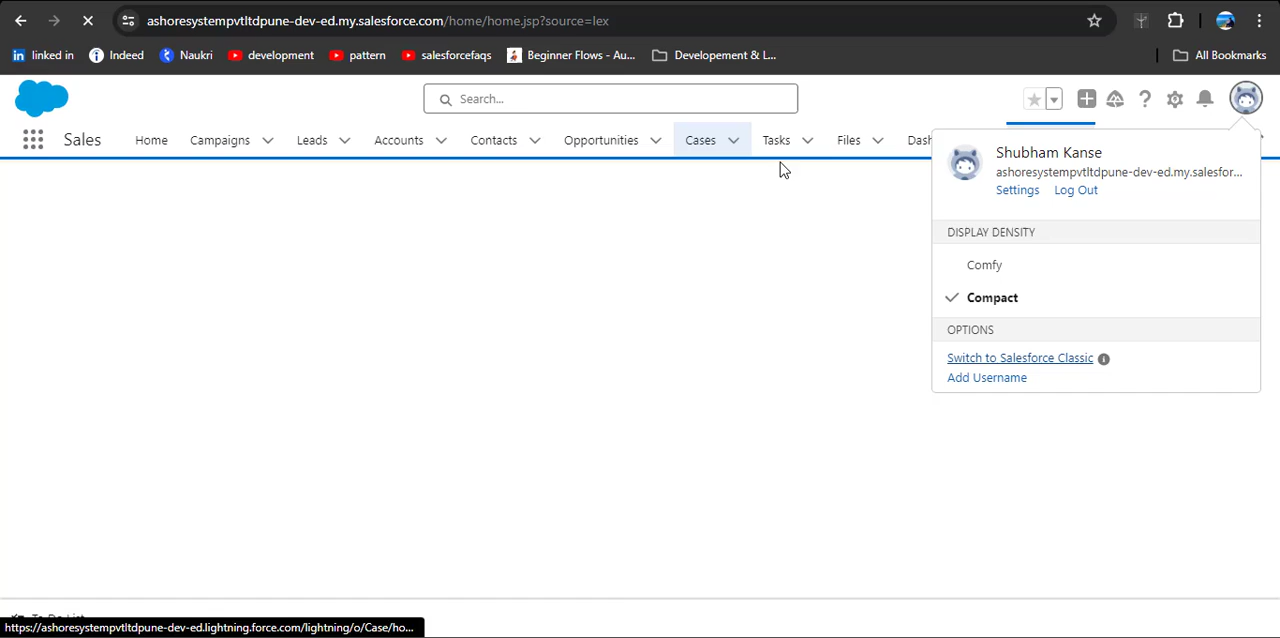 ashoresystempvtltdpune-dev-ed.my.salesforce.com/home/home.jsp?source=lex
linked in Indeed Naukri development pattern salesforcefaqs Beginner Flows - Au... Developement & L... All Bookmarks
Search...
Sales Home Campaigns Leads Accounts Contacts Opportunities Cases Tasks Files Dash
Shubham Kanse
ashoresystempvtltdpune-dev-ed.my.salesfor...
Settings Log Out
DISPLAY DENSITY
Comfy
Compact
OPTIONS
Switch to Salesforce Classic
Add Username
To Do List
https://ashoresystempvtltdpune-dev-ed.lightning.force.com/lightning/o/Case/ho...